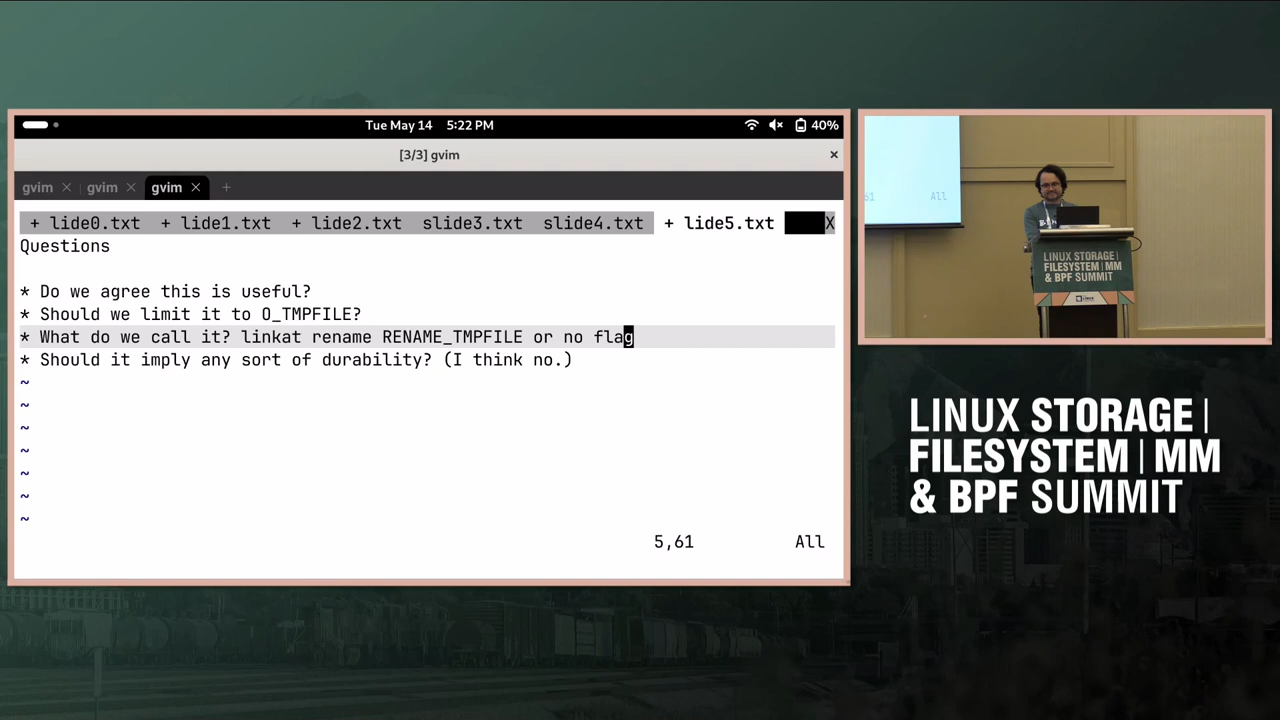 Tue May 14 5:22 PM
40%
[3/3] gvim ×
gvim × gvim × gvim × +
+ lide0.txt + lide1.txt + lide2.txt slide3.txt slide4.txt + lide5.txt X
Questions
* Do we agree this is useful?
* Should we limit it to O_TMPFILE?
* What do we call it? linkat rename RENAME_TMPFILE or no flag
* Should it imply any sort of durability? (I think no.)
~
~
~
~
~
~
~
5,61 All
61 All
LINUX STORAGE |
FILESYSTEM | MM
& BPF SUMMIT
LINUX STORAGE |
FILESYSTEM | MM
& BPF SUMMIT